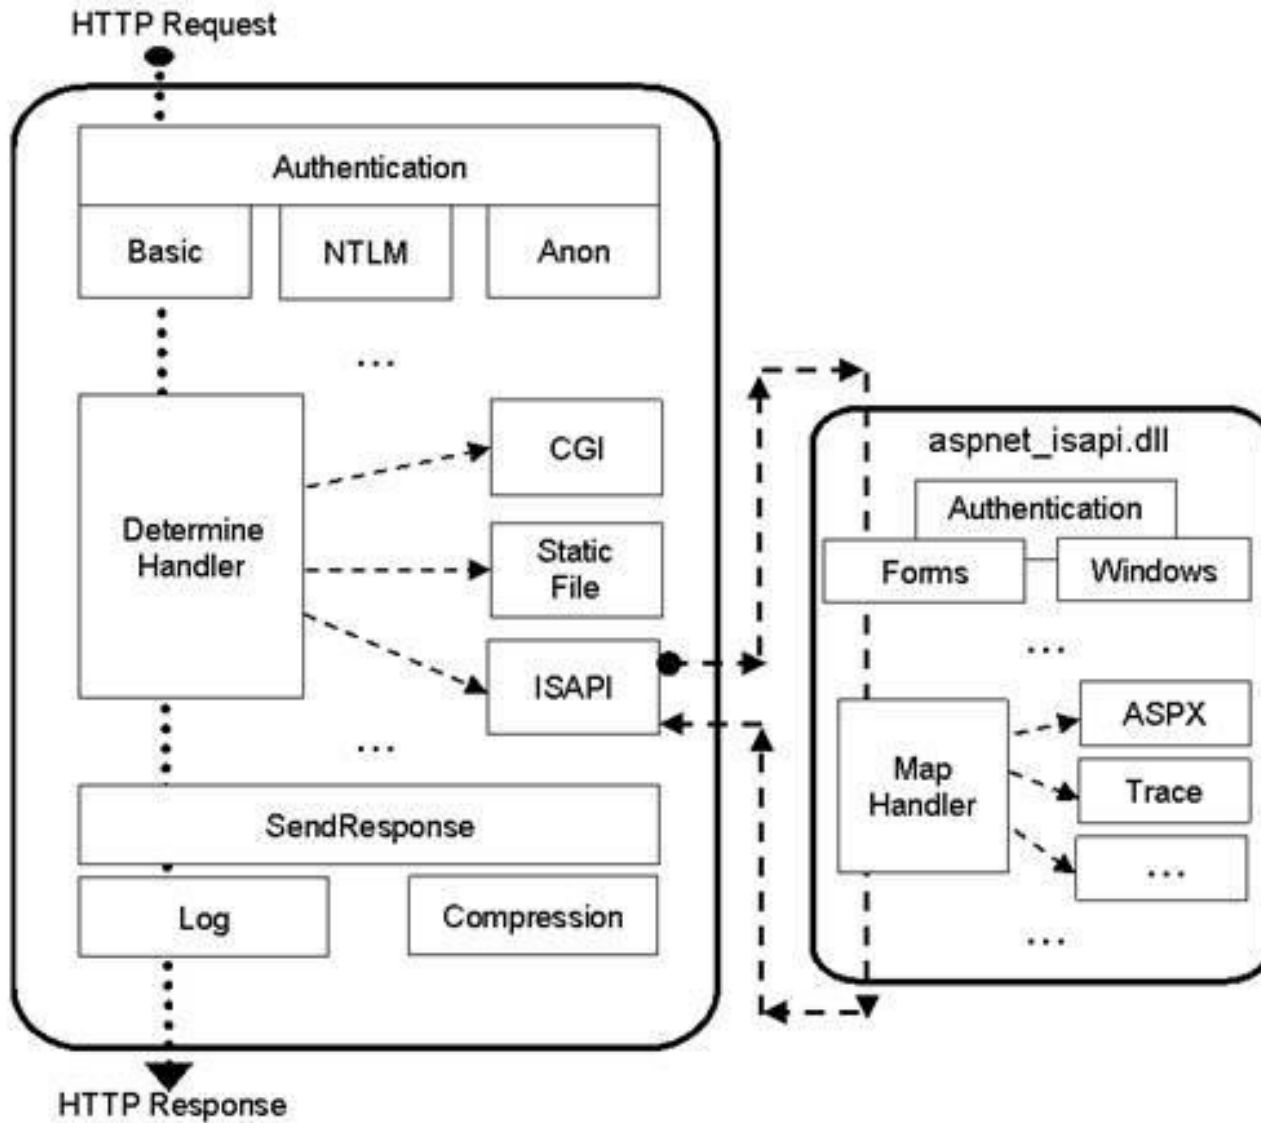 HTTP Request
Authentication
Basic
NTLM
Anon
...
CGI
Determine
Handler
Static
File
ISAPI
...
SendResponse
Log
Compression
HTTP Response
aspnet_isapi.dll
Authentication
Forms
Windows
...
ASPX
Map
Handler
Trace
...
...